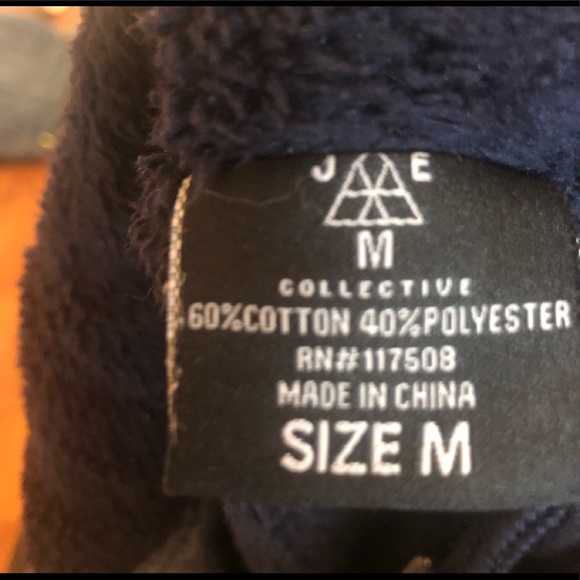 J E
M
COLLECTIVE
60%COTTON 40%POLYESTER
RN#117508
MADE IN CHINA
SIZE M